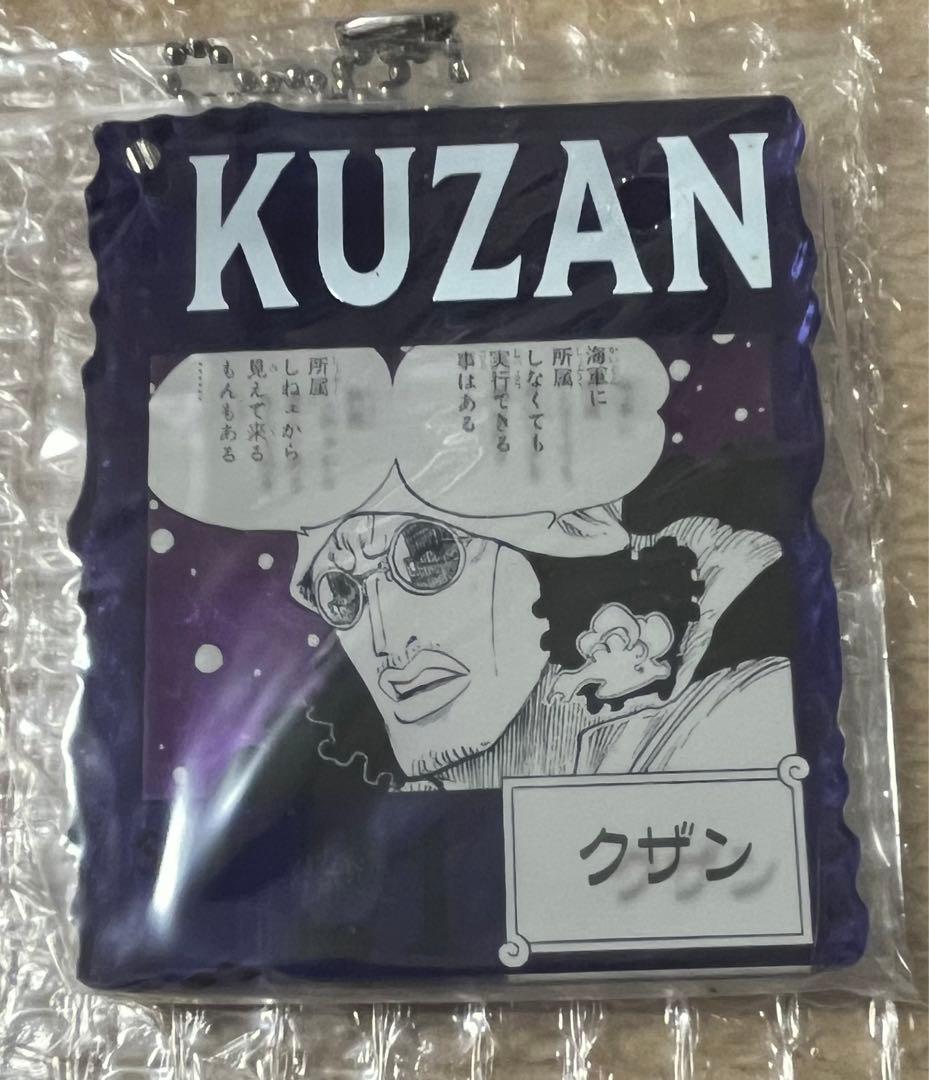 KUZAN
海軍に
所属
しなくても
実行できる
事はある
所属
しねェから
見えて来る
もんもある
……
クザン